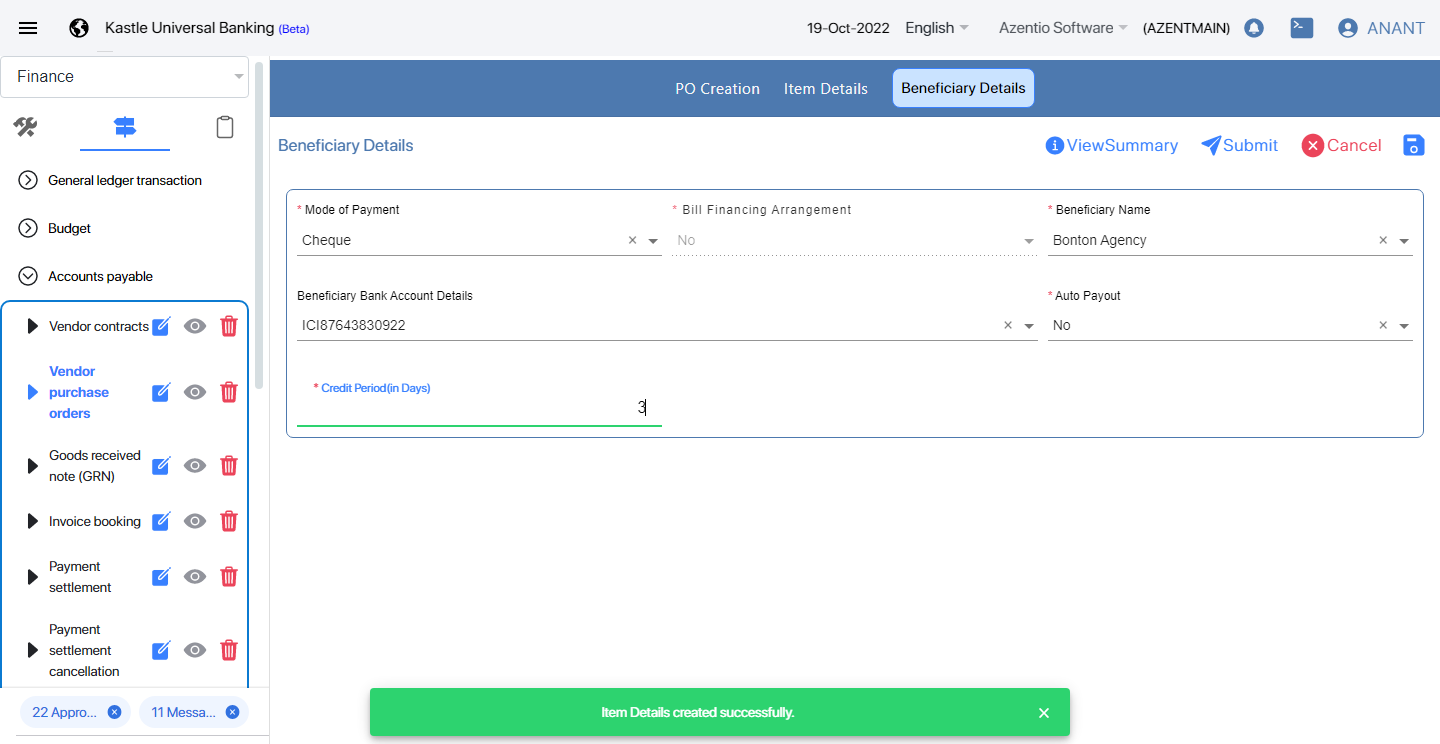 Kastle Universal Banking (Beta)
19-Oct-2022 English Azentio Software (AZENTMAIN) ANANT
Finance
PO Creation Item Details Beneficiary Details
Beneficiary Details
ViewSummary Submit Cancel
General ledger transaction
Budget
Accounts payable
Vendor contracts
Vendor
purchase
orders
Goods received
note (GRN)
Invoice booking
Payment
settlement
Payment
settlement
cancellation
22 Appro...
11 Messa...
* Mode of Payment
Cheque
* Bill Financing Arrangement
No
* Beneficiary Name
Bonton Agency
Beneficiary Bank Account Details
ICI87643830922
* Auto Payout
No
* Credit Period(in Days)
3
Item Details created successfully.